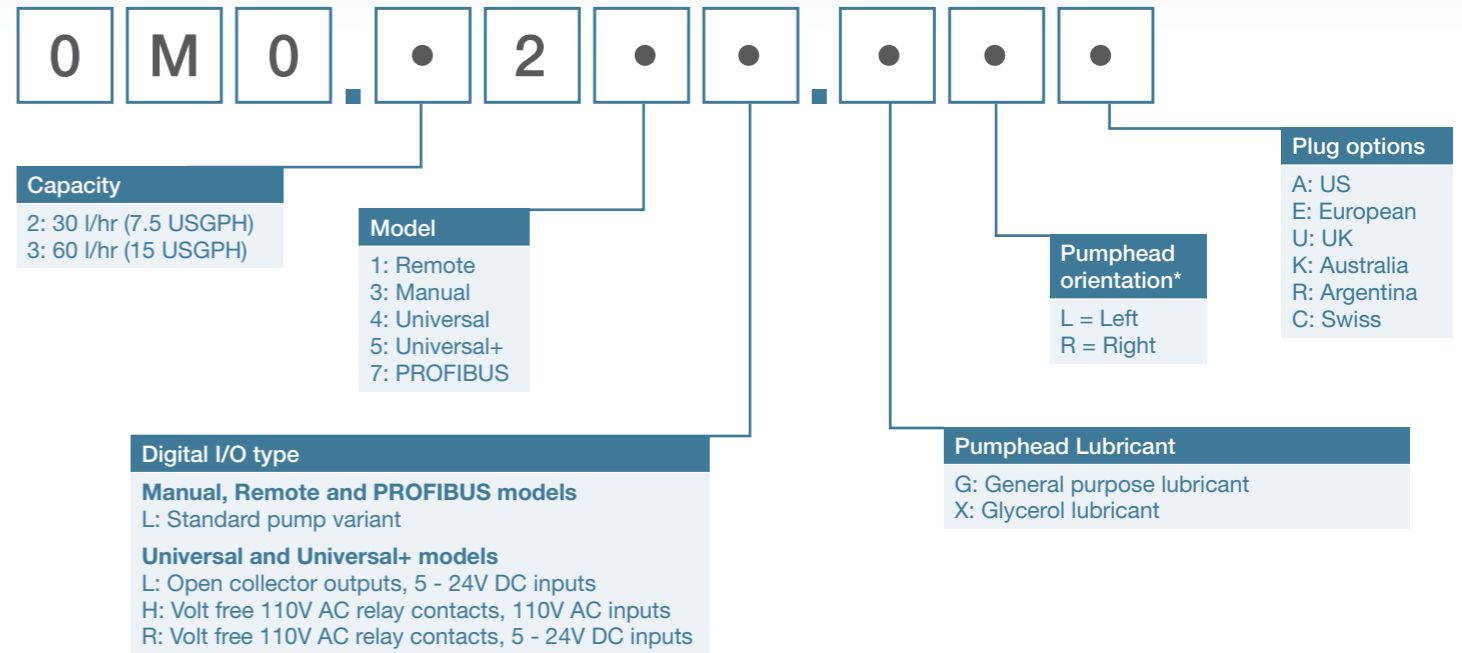 0 M 0 . • 2 • • . • • •
Plug options
A: US
E: European
U: UK
K: Australia
R: Argentina
C: Swiss
Capacity
2: 30 l/hr (7.5 USGPH)
3: 60 l/hr (15 USGPH)
Model
1: Remote
3: Manual
4: Universal
5: Universal+
7: PROFIBUS
Pumphead
orientation*
L = Left
R = Right
Digital I/O type
Manual, Remote and PROFIBUS models
L: Standard pump variant
Universal and Universal+ models
L: Open collector outputs, 5 - 24V DC inputs
H: Volt free 110V AC relay contacts, 110V AC inputs
R: Volt free 110V AC relay contacts, 5 - 24V DC inputs
Pumphead Lubricant
G: General purpose lubricant
X: Glycerol lubricant